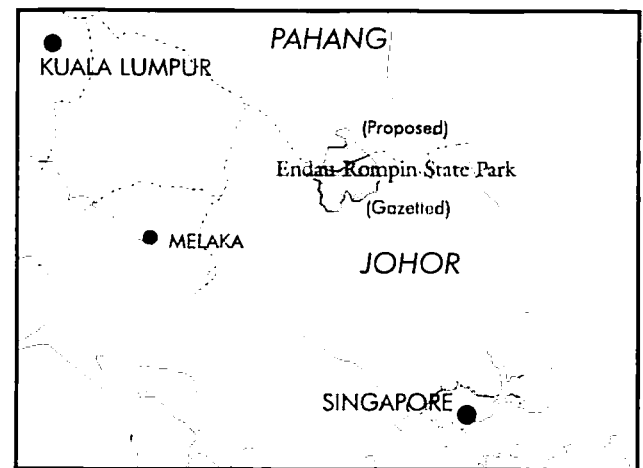 PAHANG
KUALA LUMPUR
(Proposed)
Endau-Rompin State Park
(Gazetted)
MELAKA
JOHOR
SINGAPORE